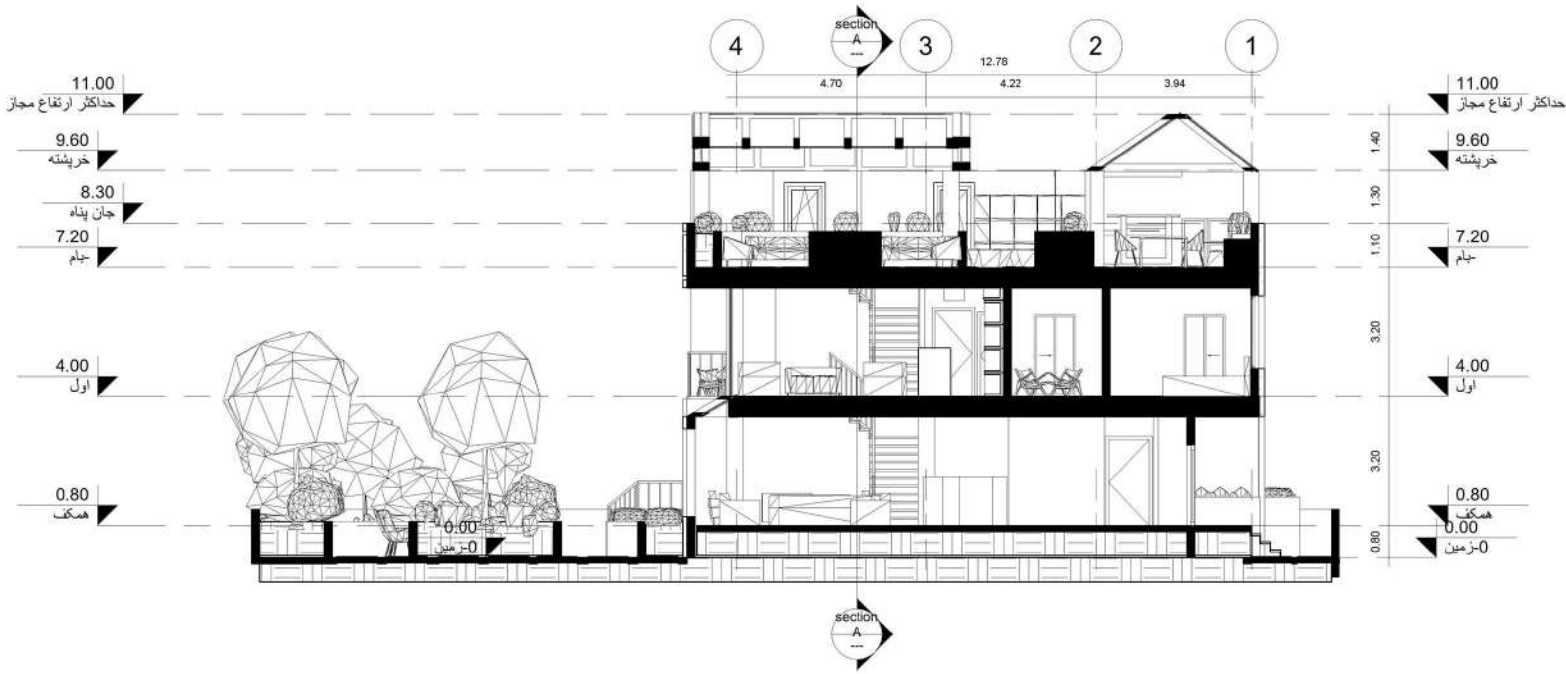 section
A
---
4
3
2
1
12.78
4.70
4.22
3.94
11.00
حداکثر ارتفاع مجاز
9.60
خرپشته
8.30
جان پناه
7.20
بام-
4.00
اول
0.80
همکف
0.00
0-زمین
11.00
حداکثر ارتفاع مجاز
9.60
خرپشته
7.20
بام-
4.00
اول
0.80
همکف
0.00
0-زمین
1.40
1.30
1.10
3.20
3.20
0.80
section
A
---